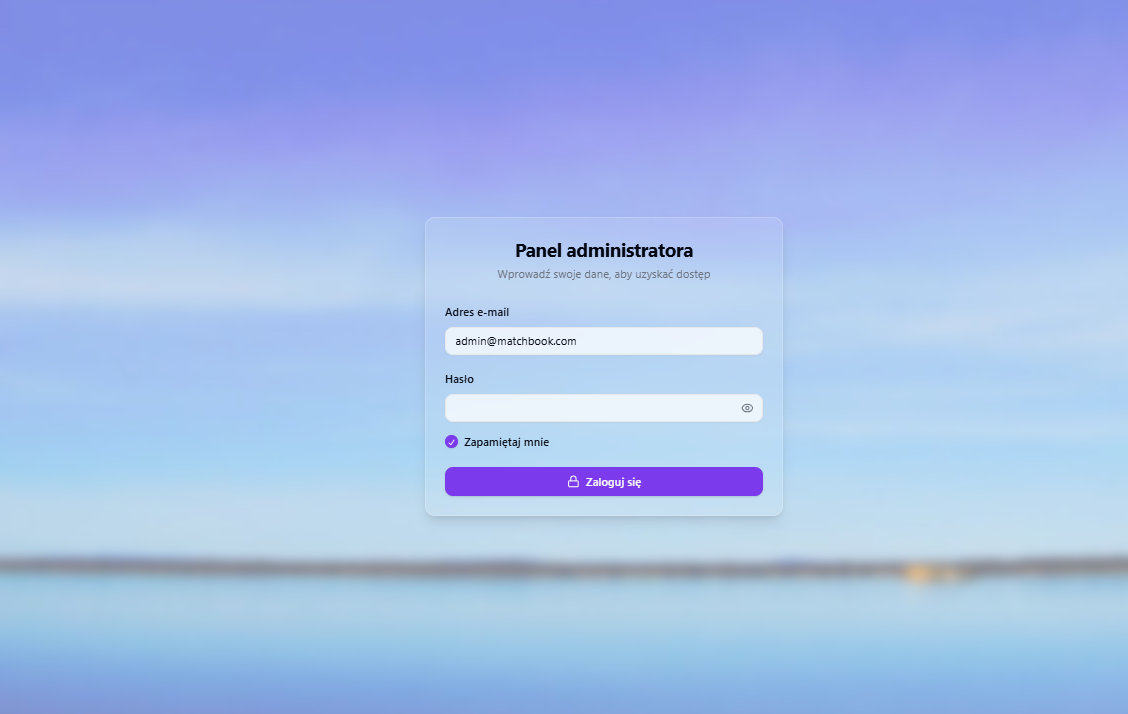 Panel administratora
Wprowadź swoje dane, aby uzyskać dostęp
Adres e-mail
admin@matchbook.com
Hasło
Zapamiętaj mnie
Zaloguj się